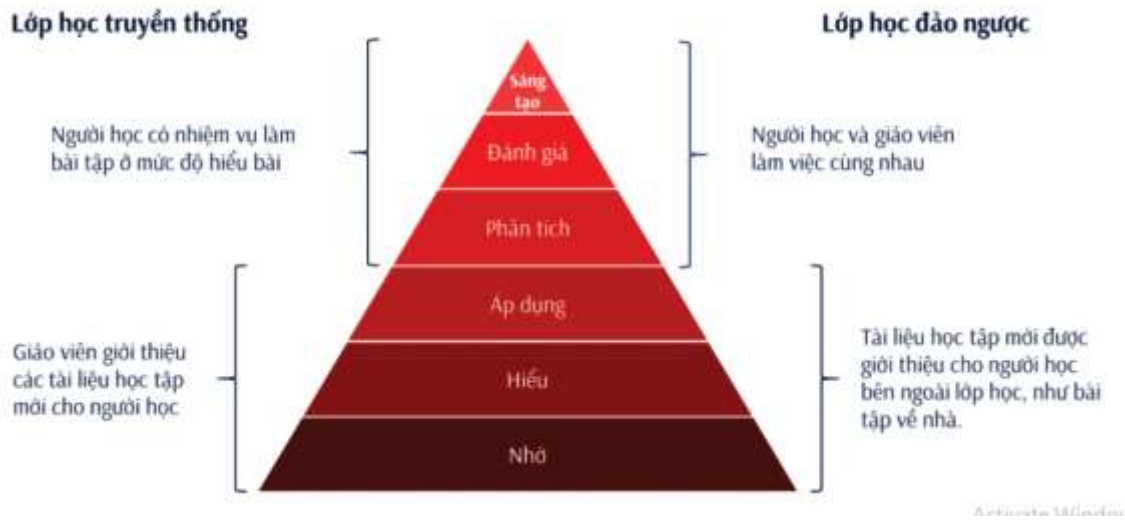 Lớp học truyền thống
Lớp học đảo ngược
Sáng
tạo
Người học có nhiệm vụ làm
bài tập ở mức độ hiểu bài
Đánh giá
Người học và giáo viên
làm việc cùng nhau
Phân tích
Áp dụng
Giáo viên giới thiệu
các tài liệu học tập
mới cho người học
Hiểu
Tài liệu học tập mới được
giới thiệu cho người học
bên ngoài lớp học, như bài
tập về nhà.
Nhớ
Activate Window